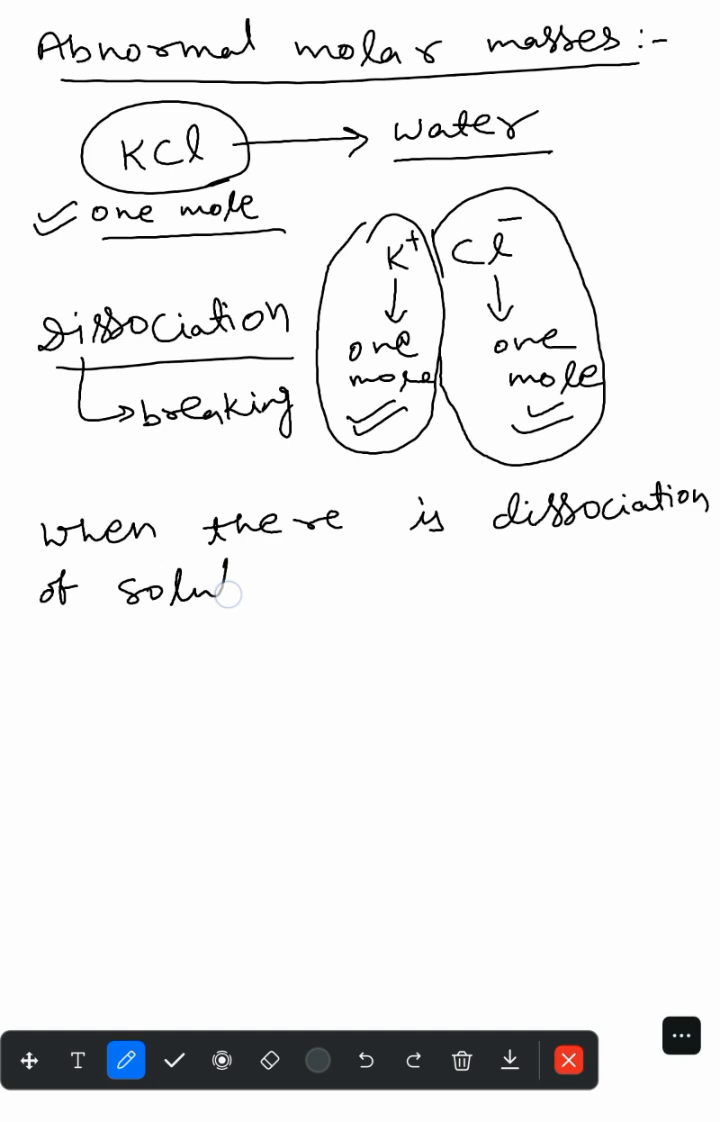 Abnormal molar masses :-
KCl → water
one mole
K⁺ Cl⁻
Dissociation
↓ ↓
one mole one mole
breaking
when there is dissociation
of solut
T